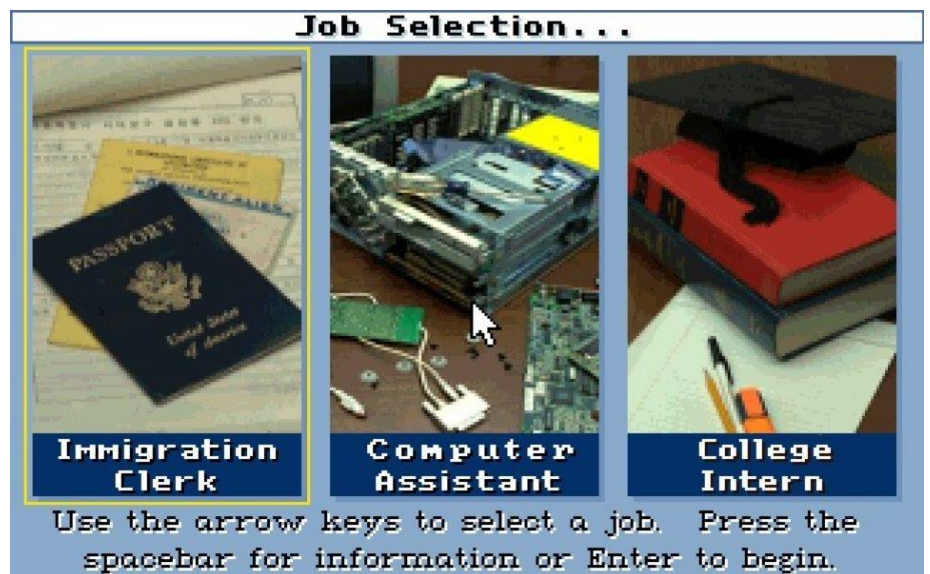 Job Selection...
PASSPORT
United States
of America
Immigration
Clerk
Computer
Assistant
College
Intern
Use the arrow keys to select a job. Press the
spacebar for information or Enter to begin.